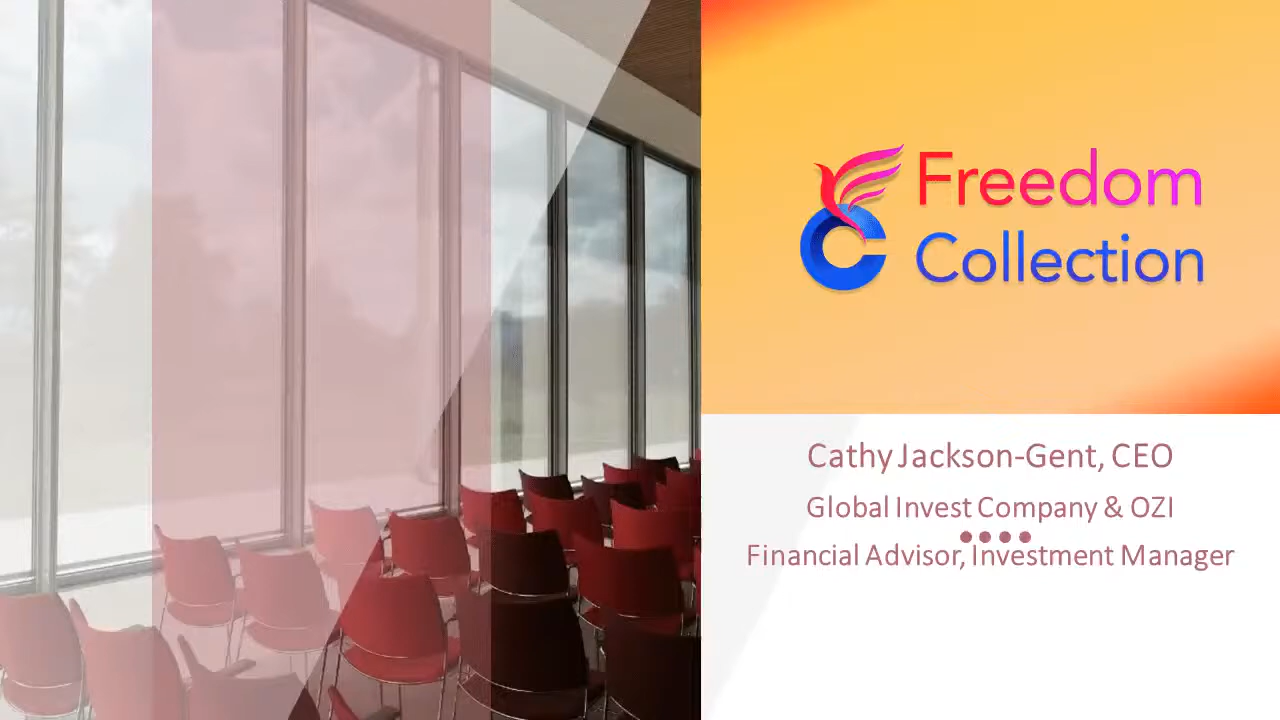 Freedom
Collection
Cathy Jackson-Gent, CEO
Global Invest Company & OZI
Financial Advisor, Investment Manager